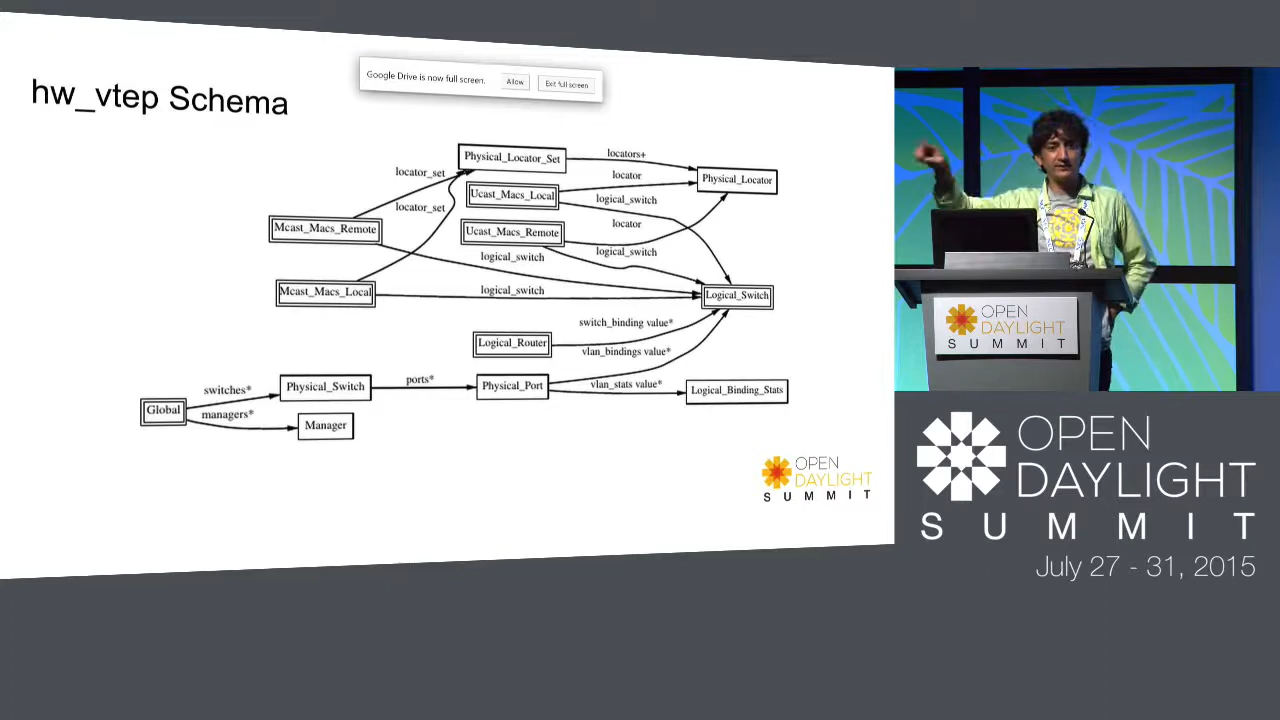 hw_vtep Schema
Google Drive is now full screen.
Allow
Exit full screen
Physical_Locator_Set
locators+
Physical_Locator
locator_set
locator
Ucast_Macs_Local
logical_switch
locator_set
Mcast_Macs_Remote
Ucast_Macs_Remote
locator
logical_switch
logical_switch
Mcast_Macs_Local
logical_switch
Logical_Switch
switch_binding value*
Logical_Router
vlan_bindings value*
switches*
Physical_Switch
ports*
Physical_Port
vlan_stats value*
Logical_Binding_Stats
Global
managers*
Manager
OPEN
DAYLIGHT
SUMMIT
OPEN
DAYLIGHT
SUMMIT
OPEN
DAYLIGHT
SUMMIT
July 27 - 31, 2015